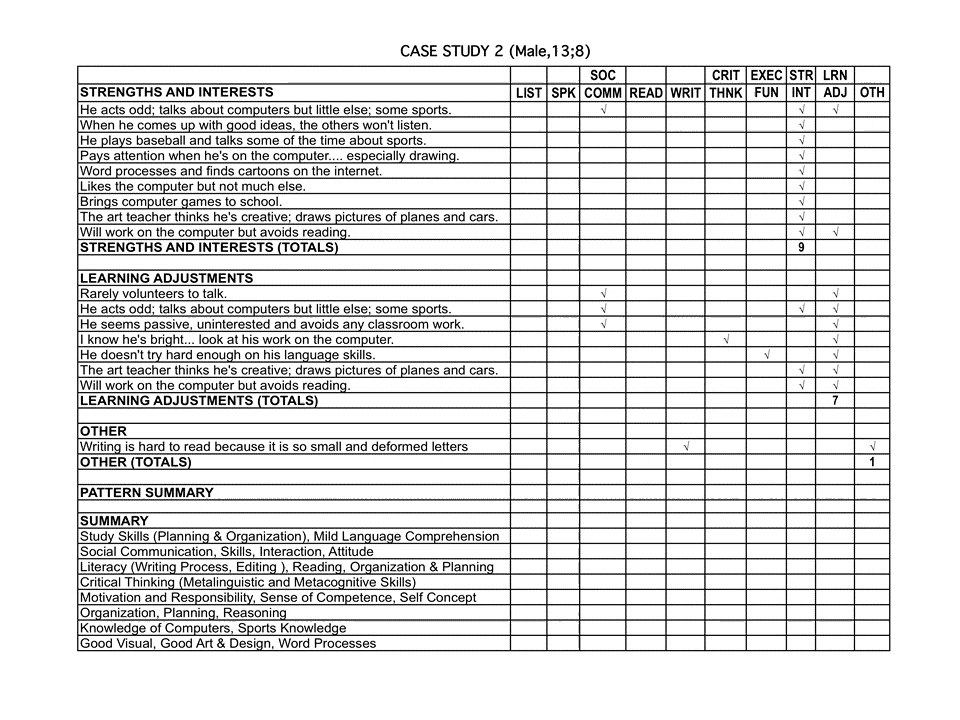 CASE STUDY 2 (Male,13;8)
SOC CRIT EXEC STR LRN
STRENGTHS AND INTERESTS LIST SPK COMM READ WRIT THNK FUN INT ADJ OTH
He acts odd; talks about computers but little else; some sports. √ √ √
When he comes up with good ideas, the others won't listen. √
He plays baseball and talks some of the time about sports. √
Pays attention when he's on the computer.... especially drawing. √
Word processes and finds cartoons on the internet. √
Likes the computer but not much else. √
Brings computer games to school. √
The art teacher thinks he's creative; draws pictures of planes and cars. √
Will work on the computer but avoids reading. √ √
STRENGTHS AND INTERESTS (TOTALS) 9
LEARNING ADJUSTMENTS
Rarely volunteers to talk. √ √
He acts odd; talks about computers but little else; some sports. √ √ √
He seems passive, uninterested and avoids any classroom work. √ √
I know he's bright... look at his work on the computer. √ √
He doesn't try hard enough on his language skills. √ √
The art teacher thinks he's creative; draws pictures of planes and cars. √ √
Will work on the computer but avoids reading. √ √
LEARNING ADJUSTMENTS (TOTALS) 7
OTHER
Writing is hard to read because it is so small and deformed letters √ √
OTHER (TOTALS) 1
PATTERN SUMMARY
SUMMARY
Study Skills (Planning & Organization), Mild Language Comprehension
Social Communication, Skills, Interaction, Attitude
Literacy (Writing Process, Editing ), Reading, Organization & Planning
Critical Thinking (Metalinguistic and Metacognitive Skills)
Motivation and Responsibility, Sense of Competence, Self Concept
Organization, Planning, Reasoning
Knowledge of Computers, Sports Knowledge
Good Visual, Good Art & Design, Word Processes